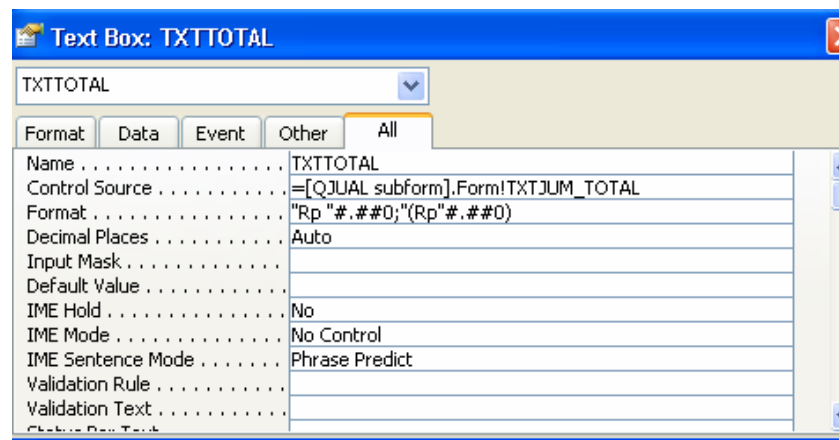 Text Box: TXTTOTAL
TXTTOTAL
Format Data Event Other All
Name . . . . . . . . . . . . . . . . . TXTTOTAL
Control Source . . . . . . . . . . . =[QJUAL subform].Form!TXTJUM_TOTAL
Format . . . . . . . . . . . . . . . . "Rp "#.##0;"(Rp"#.##0)
Decimal Places . . . . . . . . . . . Auto
Input Mask . . . . . . . . . . . . .
Default Value . . . . . . . . . . . .
IME Hold . . . . . . . . . . . . . . . No
IME Mode . . . . . . . . . . . . . . No Control
IME Sentence Mode . . . . . . . Phrase Predict
Validation Rule . . . . . . . . . . .
Validation Text . . . . . . . . . . .